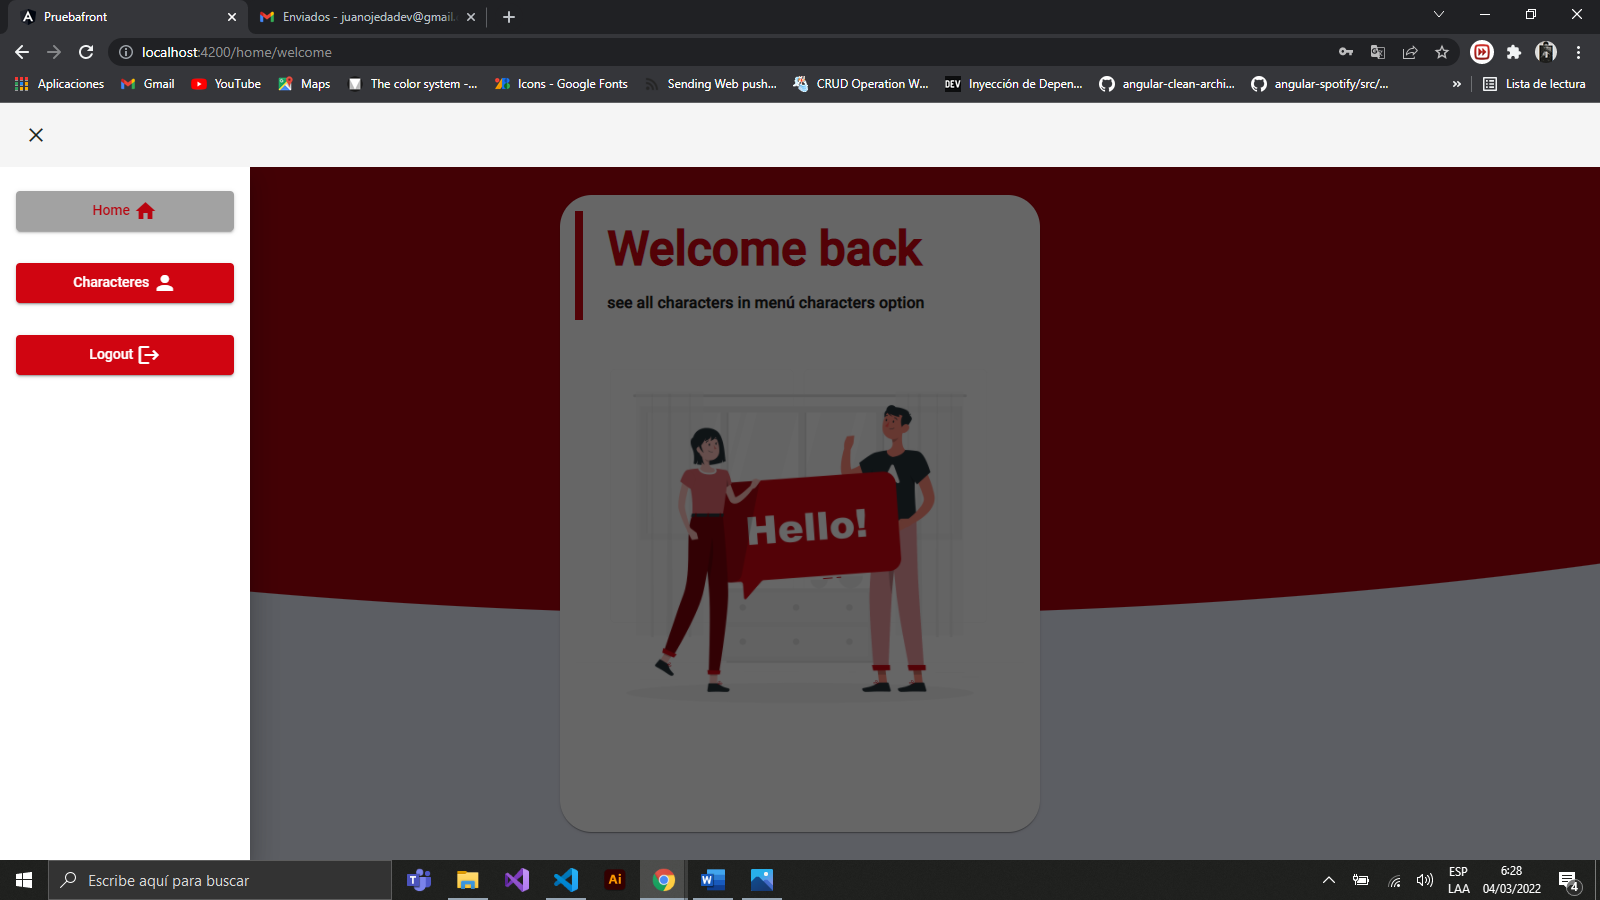 Pruebafront
Enviados - juanojedadev@gmail.
localhost:4200/home/welcome
Aplicaciones
Gmail
YouTube
Maps
The color system -...
Icons - Google Fonts
Sending Web push...
CRUD Operation W...
DEV
Inyección de Depen...
angular-clean-archi...
angular-spotify/src/...
»
Lista de lectura
Home
Characteres
Logout
Welcome back
see all characters in menú characters option
Hello!
Escribe aquí para buscar
Ai
ESP
LAA
6:28
04/03/2022
4